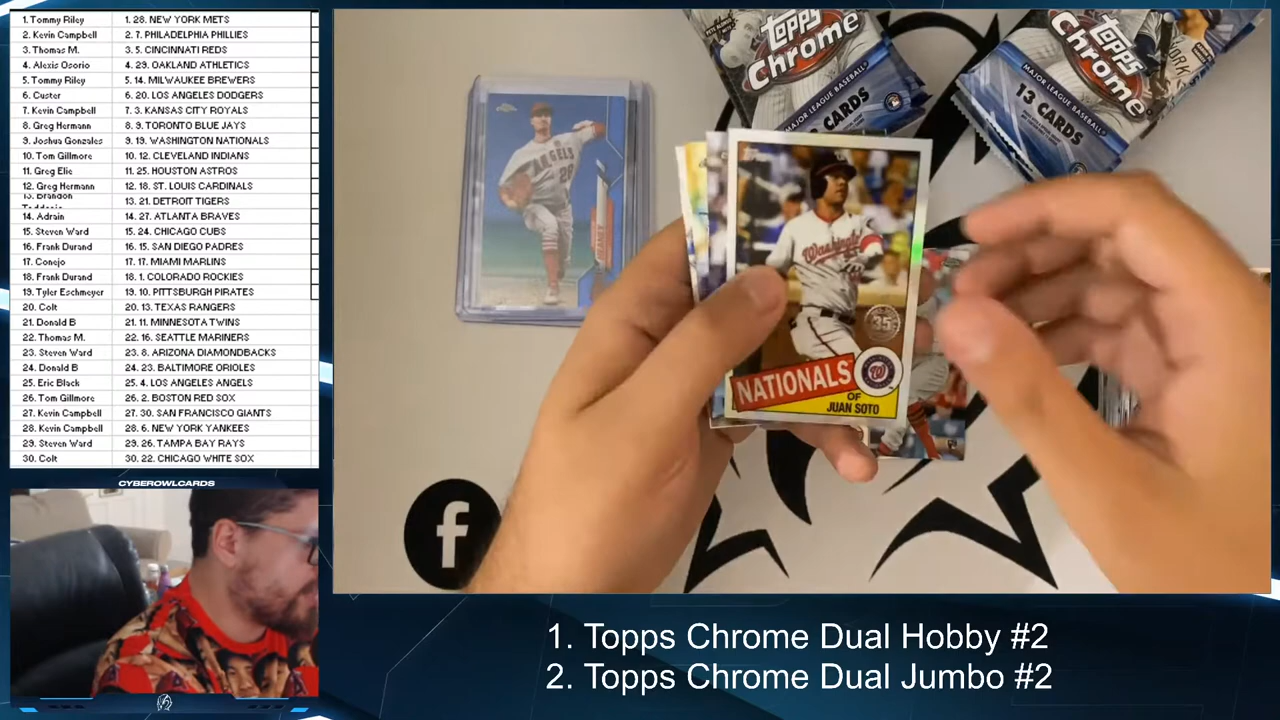 1. Tommy Riley 1. 28. NEW YORK METS
2. Kevin Campbell 2. 7. PHILADELPHIA PHILLIES
3. Thomas M. 3. 5. CINCINNATI REDS
4. Alexis Osorio 4. 29. OAKLAND ATHLETICS
5. Tommy Riley 5. 14. MILWAUKEE BREWERS
6. Custer 6. 20. LOS ANGELES DODGERS
7. Kevin Campbell 7. 3. KANSAS CITY ROYALS
8. Greg Hermann 8. 9. TORONTO BLUE JAYS
9. Joshua Gonzales 9. 19. WASHINGTON NATIONALS
10. Tom Gillmore 10. 12. CLEVELAND INDIANS
11. Greg Elie 11. 25. HOUSTON ASTROS
12. Greg Hermann 12. 18. ST. LOUIS CARDINALS
13. Brandon 13. 21. DETROIT TIGERS
14. Adrain 14. 27. ATLANTA BRAVES
15. Steven Ward 15. 24. CHICAGO CUBS
16. Frank Durand 16. 15. SAN DIEGO PADRES
17. Conejo 17. 17. MIAMI MARLINS
18. Frank Durand 18. 1. COLORADO ROCKIES
19. Tyler Eschmeyer 19. 10. PITTSBURGH PIRATES
20. Colt 20. 13. TEXAS RANGERS
21. Donald B 21. 11. MINNESOTA TWINS
22. Thomas M. 22. 16. SEATTLE MARINERS
23. Steven Ward 23. 8. ARIZONA DIAMONDBACKS
24. Donald B 24. 23. BALTIMORE ORIOLES
25. Eric Black 25. 4. LOS ANGELES ANGELS
26. Tom Gillmore 26. 2. BOSTON RED SOX
27. Kevin Campbell 27. 30. SAN FRANCISCO GIANTS
28. Kevin Campbell 28. 6. NEW YORK YANKEES
29. Steven Ward 29. 26. TAMPA BAY RAYS
30. Colt 30. 22. CHICAGO WHITE SOX
CYBEROWLCARDS
Topps
Chrome
MAJOR LEAGUE BASEBALL
CARDS
Topps
Chrome
YORK
MAJOR LEAGUE BASEBALL
13 CARDS
ANGELS
28
Topps
Washington
35
NATIONALS
OF
JUAN SOTO
W
f
1. Topps Chrome Dual Hobby #2
2. Topps Chrome Dual Jumbo #2